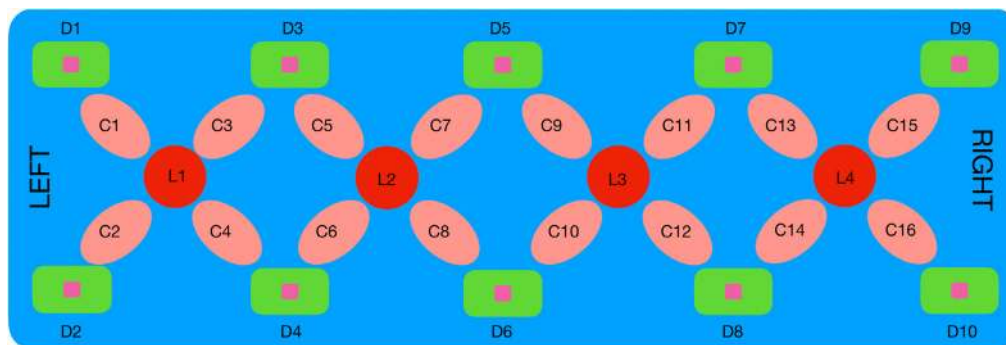 D1 D3 D5 D7 D9
C1 C3 C5 C7 C9 C11 C13 C15
LEFT L1 L2 L3 L4 RIGHT
C2 C4 C6 C8 C10 C12 C14 C16
D2 D4 D6 D8 D10